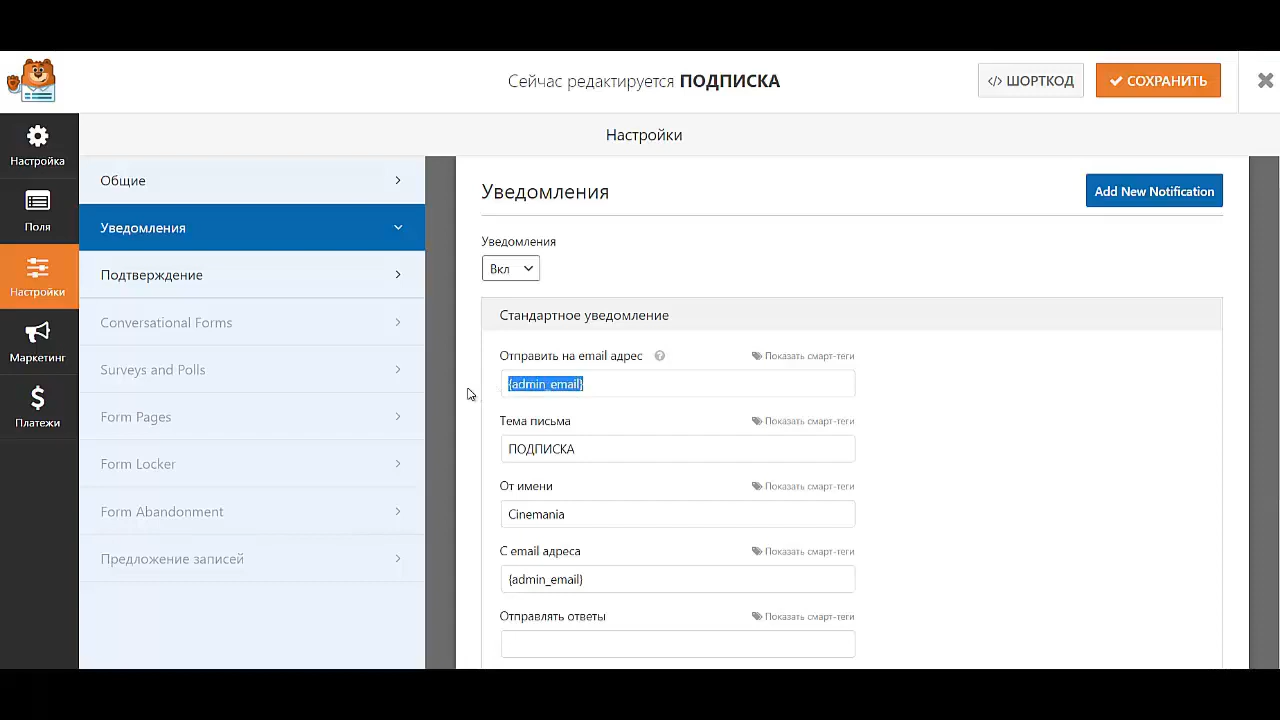 Сейчас редактируется ПОДПИСКА
</> ШОРТКОД
СОХРАНИТЬ
Настройка
Поля
Настройки
Маркетинг
Платежи
Настройки
Общие
Уведомления
Подтверждение
Conversational Forms
Surveys and Polls
Form Pages
Form Locker
Form Abandonment
Предложение записей
Уведомления
Add New Notification
Уведомления
Вкл
Стандартное уведомление
Отправить на email адрес
Показать смарт-теги
{admin_email}
Тема письма
Показать смарт-теги
ПОДПИСКА
От имени
Показать смарт-теги
Cinemania
С email адреса
Показать смарт-теги
{admin_email}
Отправлять ответы
Показать смарт-теги